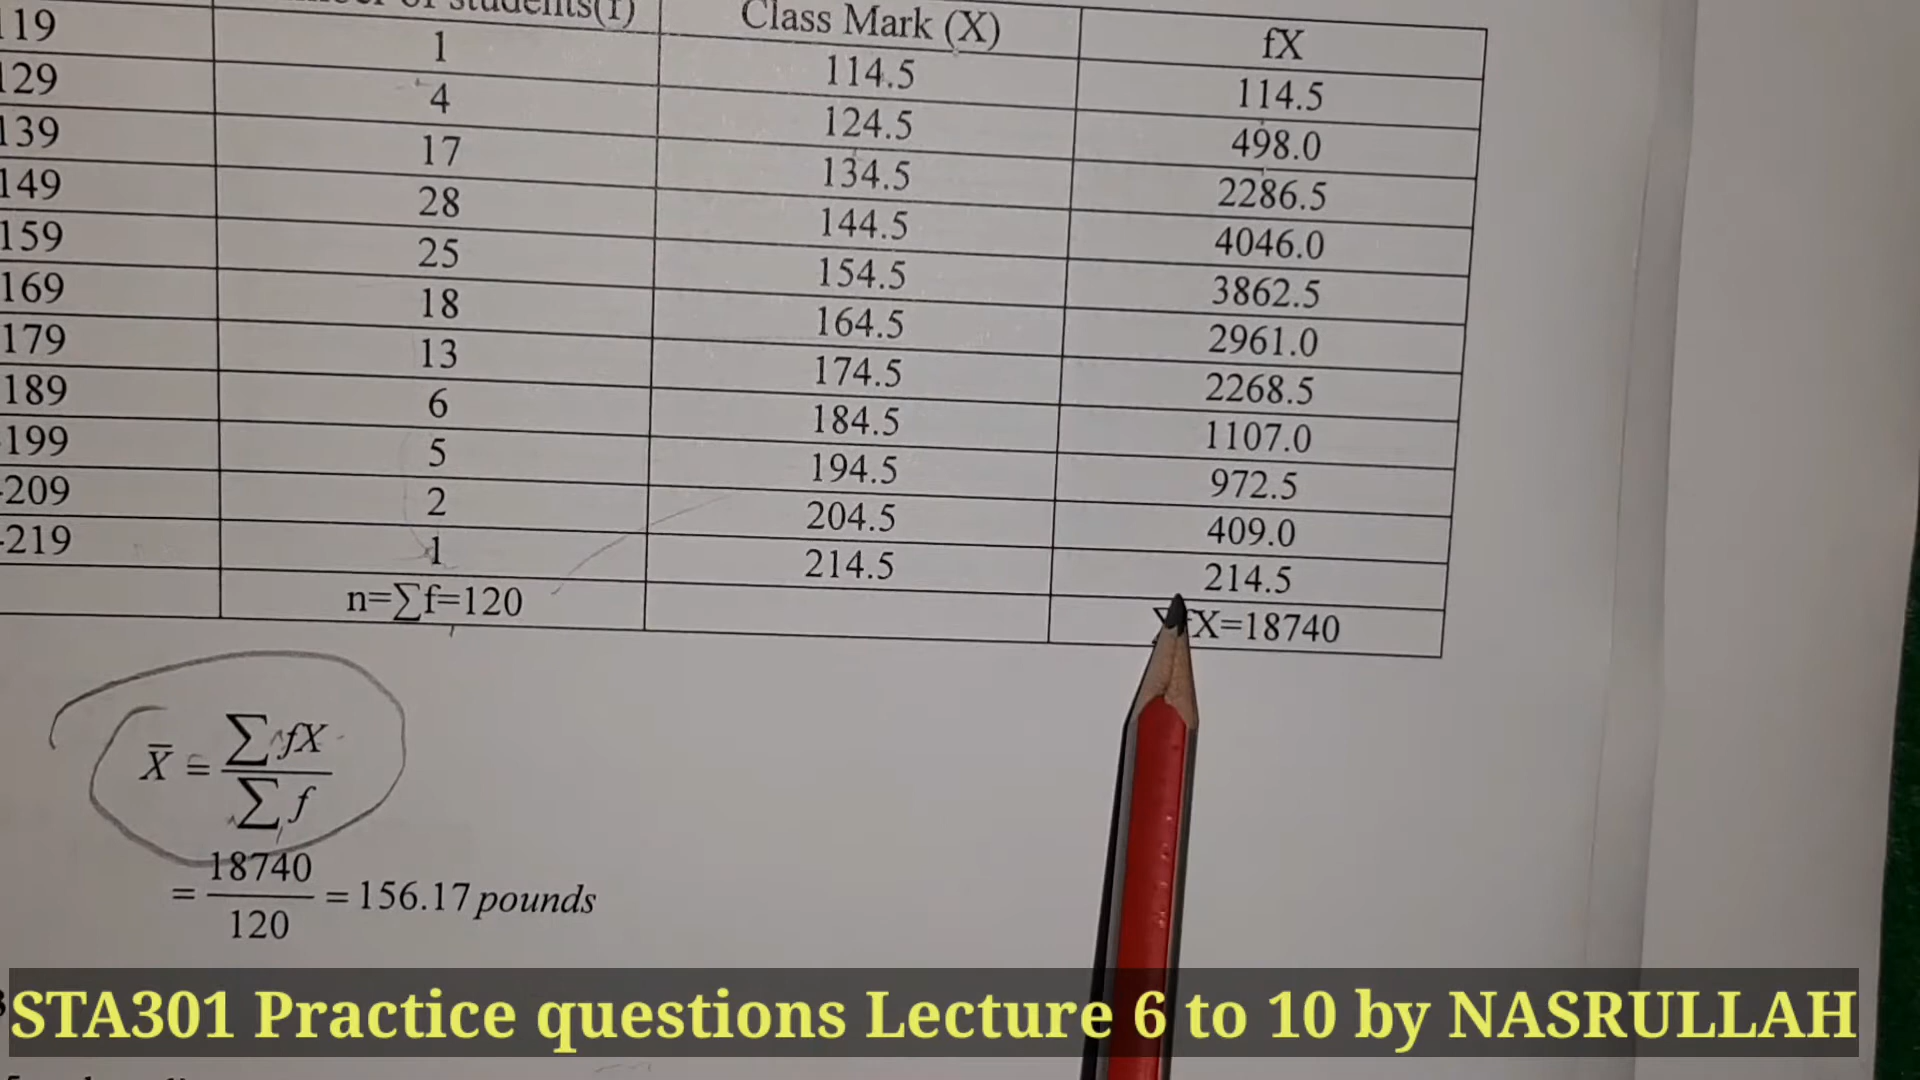 of students(f) Class Mark (X) fX
119 1 114.5 114.5
129 4 124.5 498.0
139 17 134.5 2286.5
149 28 144.5 4046.0
159 25 154.5 3862.5
169 18 164.5 2961.0
179 13 174.5 2268.5
189 6 184.5 1107.0
-199 5 194.5 972.5
-209 2 204.5 409.0
-219 1 214.5 214.5
n=∑f=120 ∑fX=18740
X̅ = ∑fX / ∑f
= 18740 / 120 = 156.17 pounds
STA301 Practice questions Lecture 6 to 10 by NASRULLAH